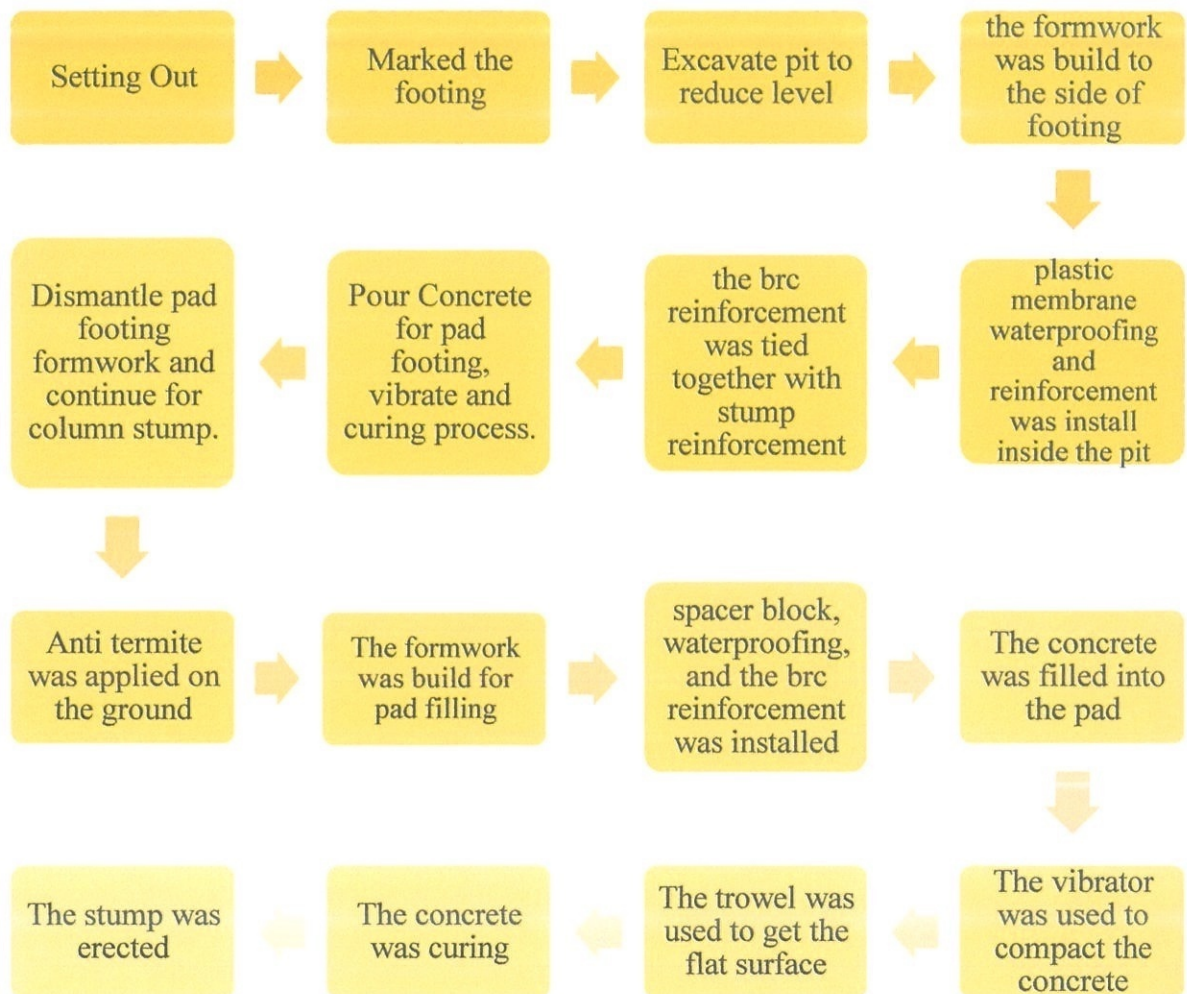 Setting Out
Marked the
footing
Excavate pit to
reduce level
the formwork
was build to
the side of
footing
plastic
membrane
waterproofing
and
reinforcement
was install
inside the pit
the brc
reinforcement
was tied
together with
stump
reinforcement
Pour Concrete
for pad
footing,
vibrate and
curing process.
Dismantle pad
footing
formwork and
continue for
column stump.
Anti termite
was applied on
the ground
The formwork
was build for
pad filling
spacer block,
waterproofing,
and the brc
reinforcement
was installed
The concrete
was filled into
the pad
The vibrator
was used to
compact the
concrete
The trowel was
used to get the
flat surface
The concrete
was curing
The stump was
erected